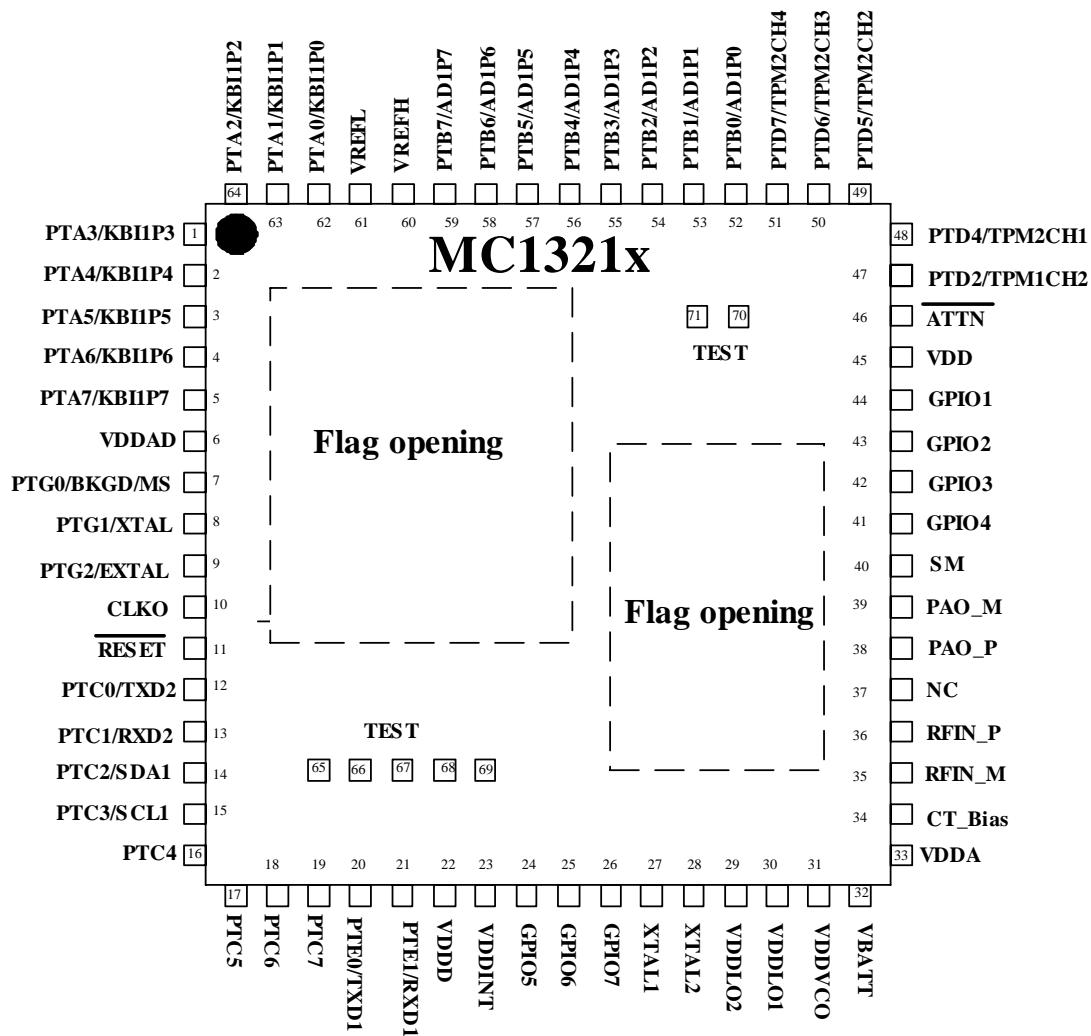 PTA2/KBI1P2
PTA1/KBI1P1
PTA0/KBI1P0
VREFL
VREFH
PTB7/AD1P7
PTB6/AD1P6
PTB5/AD1P5
PTB4/AD1P4
PTB3/AD1P3
PTB2/AD1P2
PTB1/AD1P1
PTB0/AD1P0
PTD7/TPM2CH4
PTD6/TPM2CH3
PTD5/TPM2CH2
64 63 62 61 60 59 58 57 56 55 54 53 52 51 50 49
MC1321x
PTA3/KBI1P3 1
PTA4/KBI1P4 2
PTA5/KBI1P5 3
PTA6/KBI1P6 4
PTA7/KBI1P7 5
VDDAD 6
PTG0/BKGD/MS 7
PTG1/XTAL 8
PTG2/EXTAL 9
CLKO 10
RESET 11
PTC0/TXD2 12
PTC1/RXD2 13
PTC2/SDA1 14
PTC3/SCL1 15
PTC4 16
71 70
TEST
Flag opening
Flag opening
TEST
65 66 67 68 69
48 PTD4/TPM2CH1
47 PTD2/TPM1CH2
46 ATTN
45 VDD
44 GPIO1
43 GPIO2
42 GPIO3
41 GPIO4
40 SM
39 PAO_M
38 PAO_P
37 NC
36 RFIN_P
35 RFIN_M
34 CT_Bias
33 VDDA
17 18 19 20 21 22 23 24 25 26 27 28 29 30 31 32
PTC5
PTC6
PTC7
PTE0/TXD1
PTE1/RXD1
VDDD
VDDINT
GPIO5
GPIO6
GPIO7
XTAL1
XTAL2
VDDLO2
VDDLO1
VDDVCO
VBATT